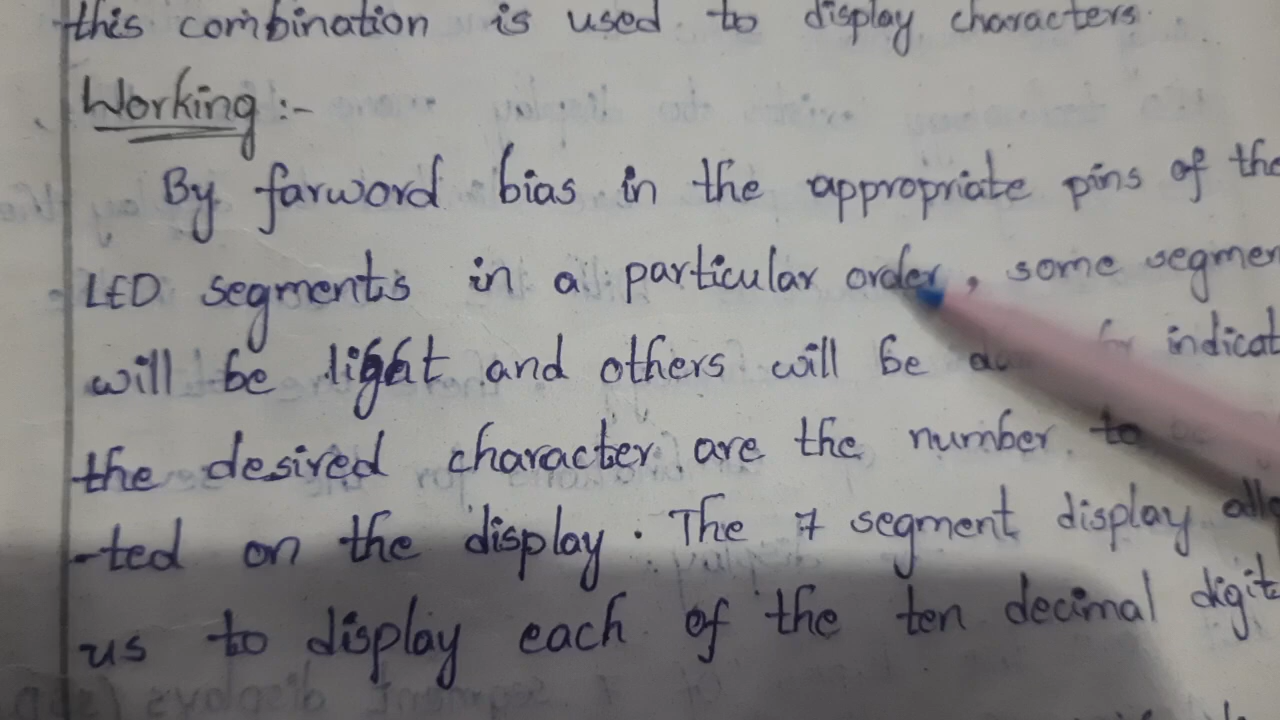 this combination is used to display characters.
Working :-
By farword bias in the appropriate pins of the
LED segments in a particular order, some segmen
will be light and others will be indicat
the desired character are the number to
-ted on the display. The 7 segment display allo
us to display each of the ten decimal digits